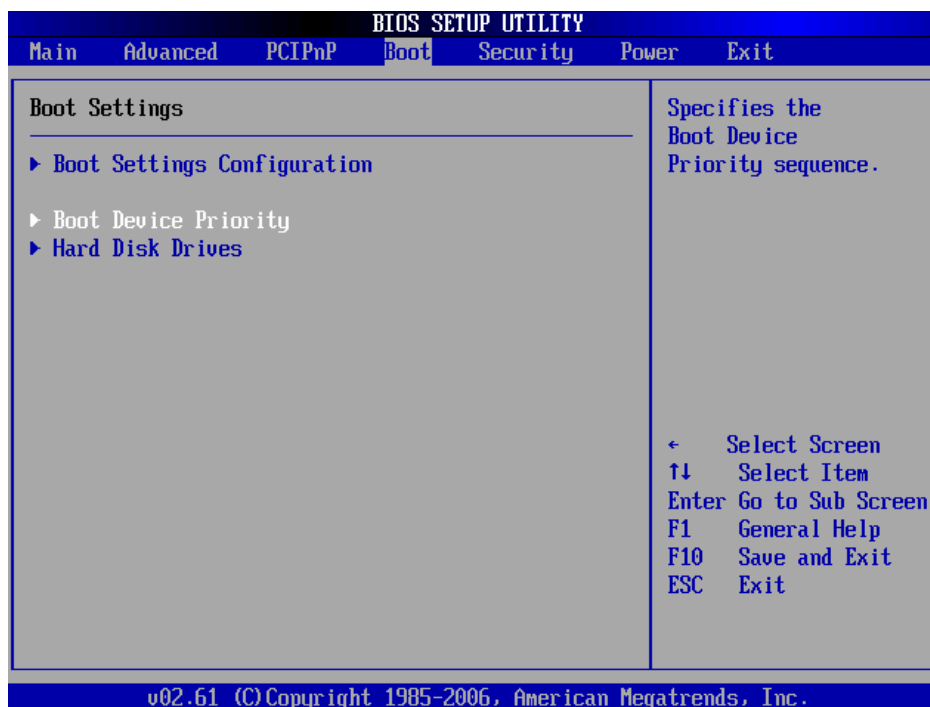 BIOS SETUP UTILITY
Main Advanced PCIPnP Boot Security Power Exit
Boot Settings
▶ Boot Settings Configuration
▶ Boot Device Priority
▶ Hard Disk Drives
Specifies the
Boot Device
Priority sequence.
← Select Screen
↑↓ Select Item
Enter Go to Sub Screen
F1 General Help
F10 Save and Exit
ESC Exit
v02.61 (C)Copyright 1985-2006, American Megatrends, Inc.